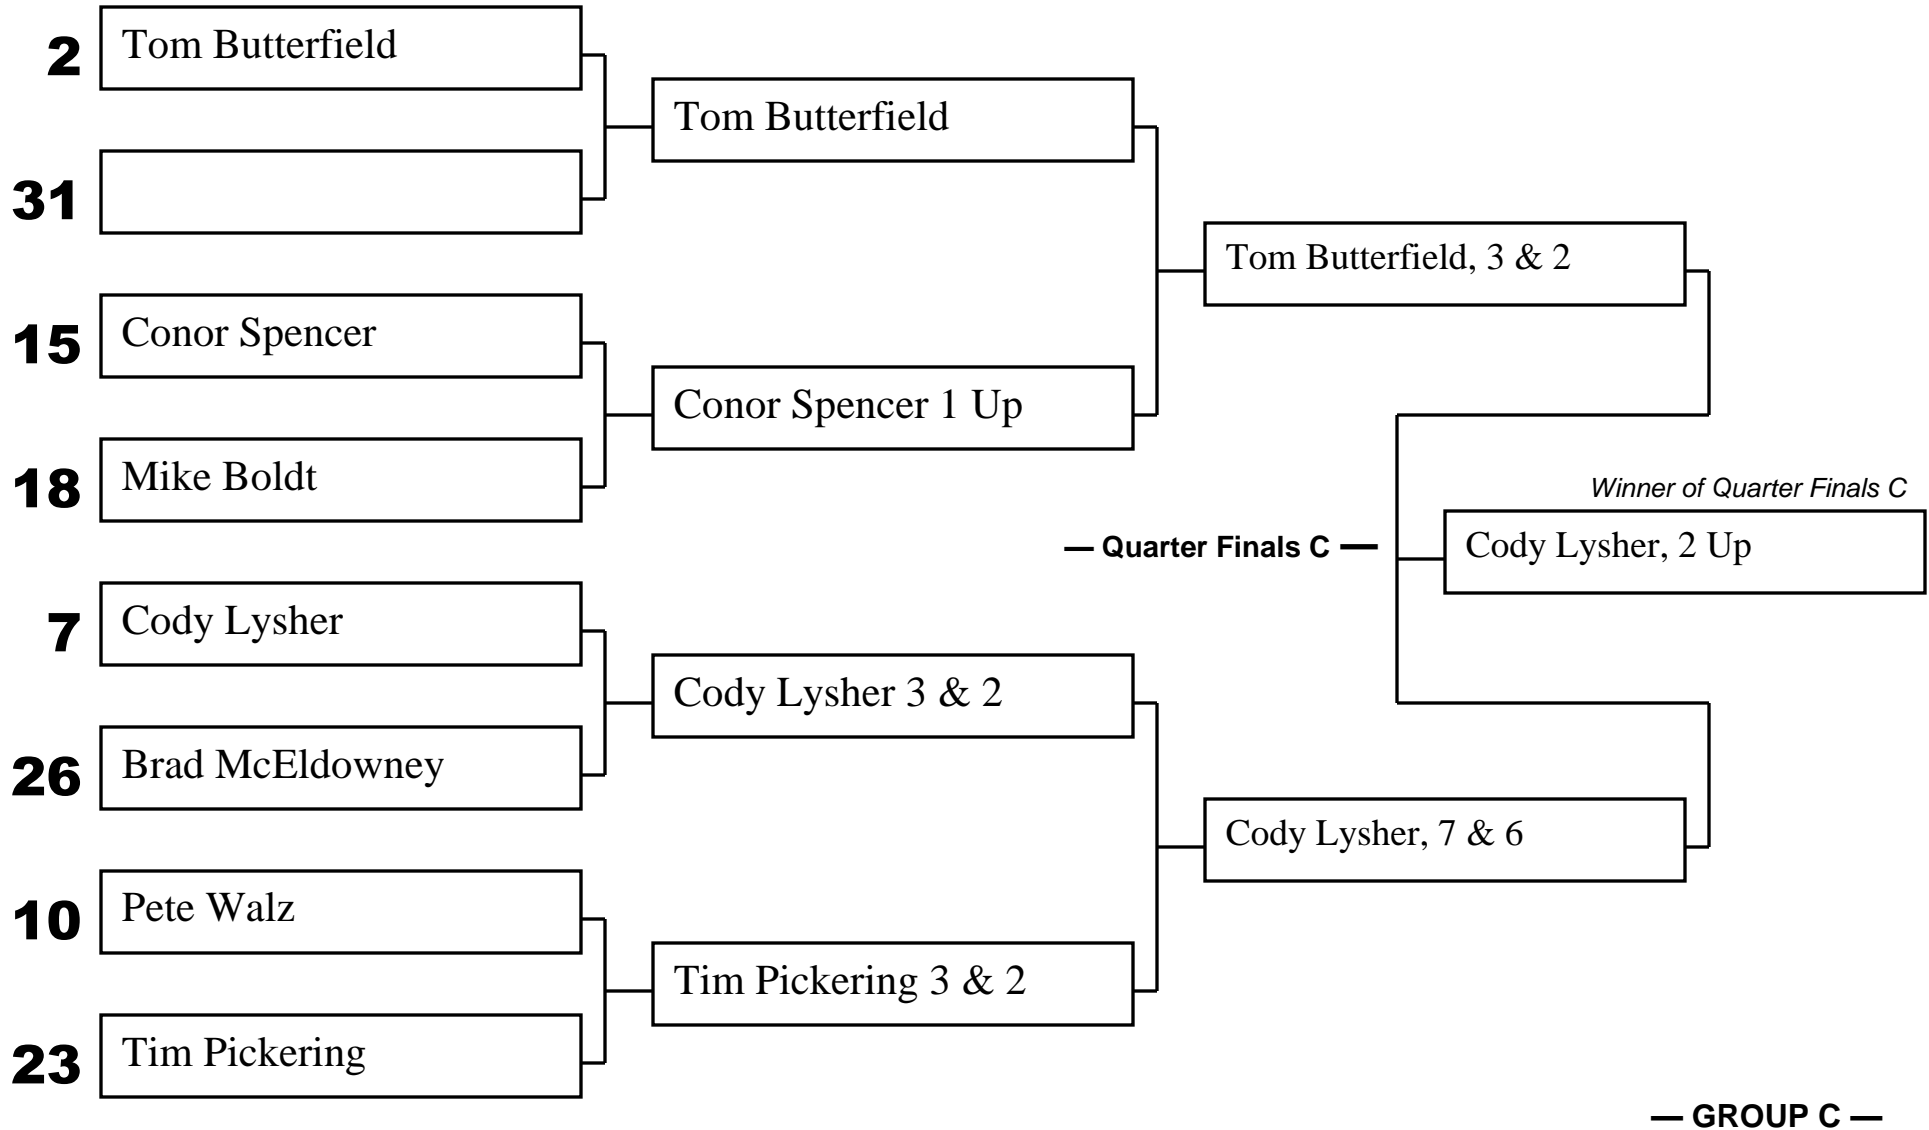 2
Tom Butterfield
31
15
Conor Spencer
18
Mike Boldt
7
Cody Lysher
26
Brad McEldowney
10
Pete Walz
23
Tim Pickering
Tom Butterfield
Conor Spencer 1 Up
Cody Lysher 3 & 2
Tim Pickering 3 & 2
Tom Butterfield, 3 & 2
Cody Lysher, 7 & 6
— Quarter Finals C —
Winner of Quarter Finals C
Cody Lysher, 2 Up
— GROUP C —